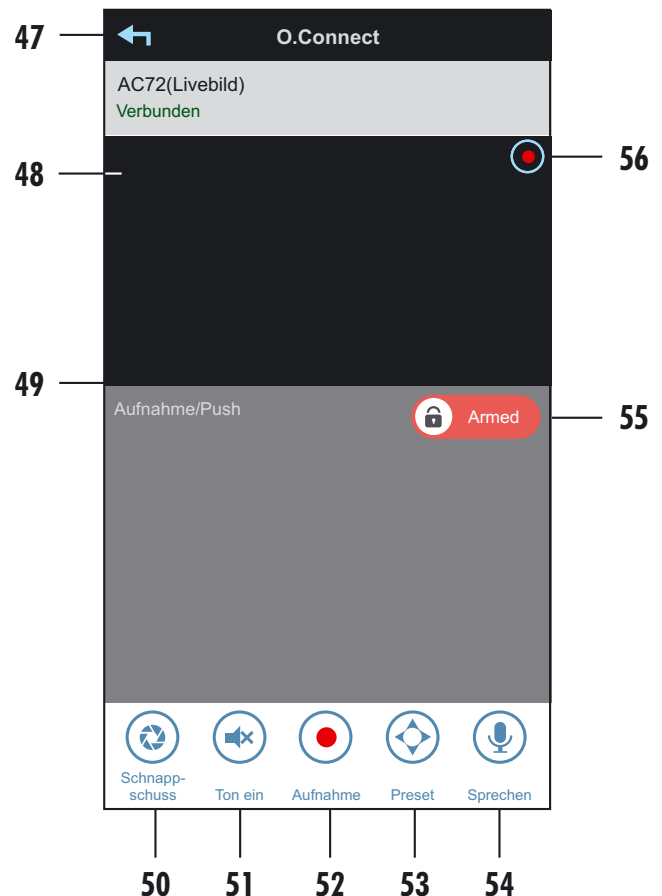 47
O.Connect
AC72(Livebild)
Verbunden
56
48
49
Aufnahme/Push
Armed
55
Schnapp-
schuss
Ton ein
Aufnahme
Preset
Sprechen
50
51
52
53
54